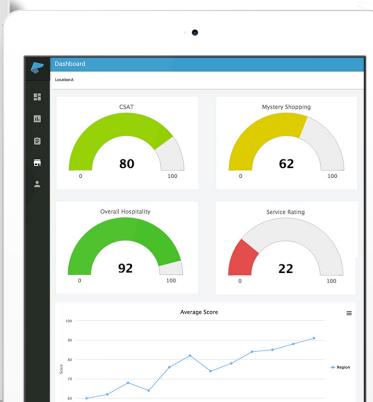 Dashboard
Location A
CSAT
80
0
100
Mystery Shopping
62
0
100
Overall Hospitality
92
0
100
Service Rating
22
0
100
Average Score
100
90
80
70
60
Score
Region